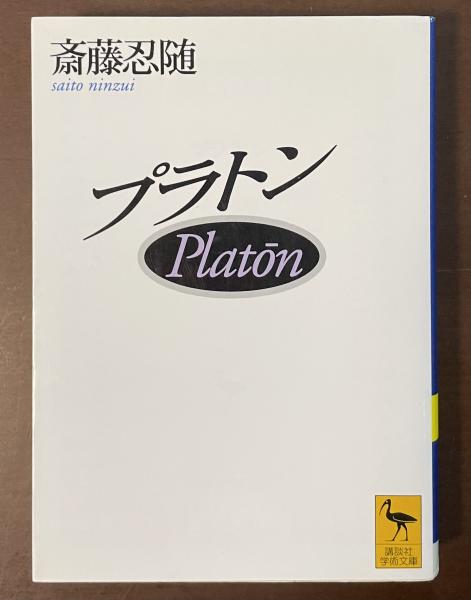 斎藤忍随
saito ninzui
プラトン
Platōn
講談社
学術文庫